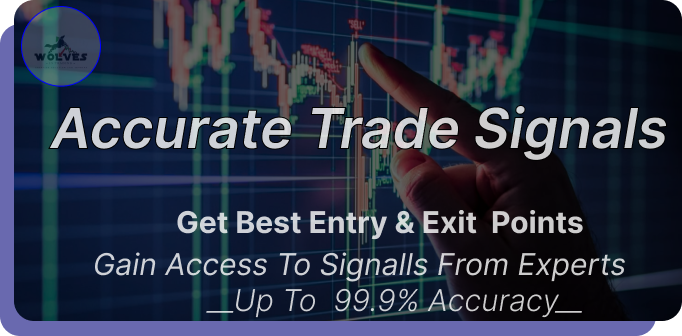 WOLVES
Accurate Trade Signals
Get Best Entry & Exit Points
Gain Access To Signalls From Experts
__Up To 99.9% Accuracy__